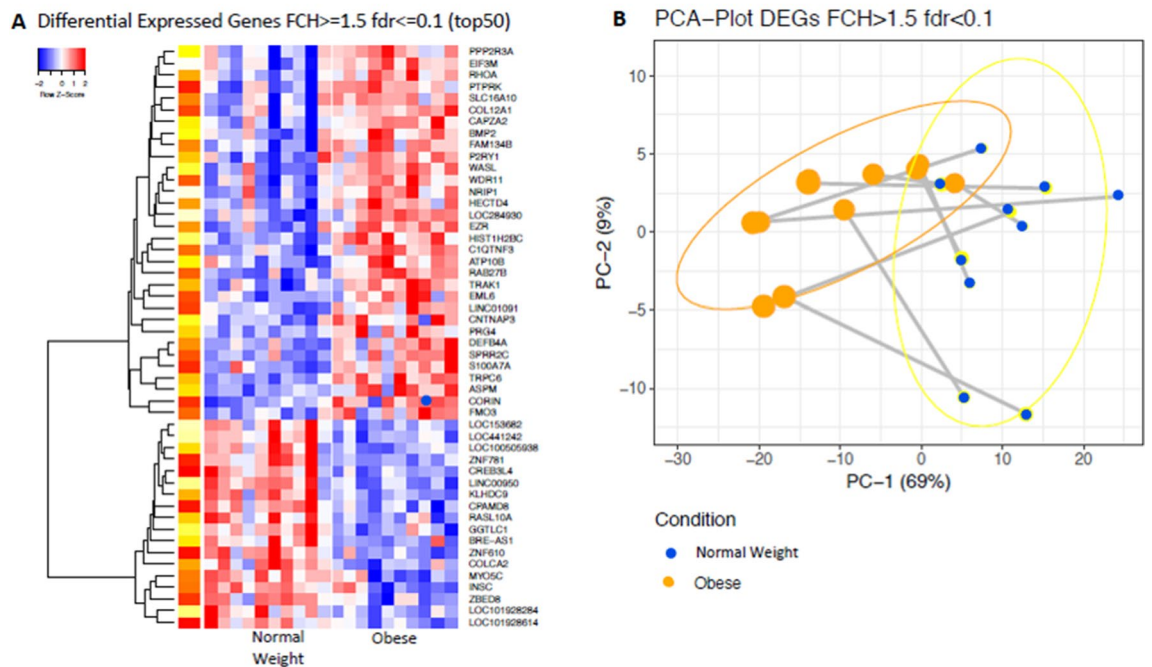 A Differential Expressed Genes FCH>=1.5 fdr<=0.1 (top50)
-2 0 1 2
Row Z-Score
PPP2R3A
EIF3M
RHOA
PTPRK
SLC16A10
COL12A1
CAPZA2
BMP2
FAM134B
P2RY1
WASL
WDR11
NRIP1
HECTD4
LOC284930
EZR
HIST1H2BC
C1QTNF3
ATP10B
RAB27B
TRAK1
EML6
LINC01091
CNTNAP3
PRG4
DEFB4A
SPRR2C
S100A7A
TRPC6
ASPM
CORIN
FMO3
LOC153682
LOC441242
LOC100505938
ZNF781
CREB3L4
LINC00950
KLHDC9
CPAMD8
RASL10A
GGTLC1
BRE-AS1
ZNF610
COLCA2
MYO5C
INSC
ZBED8
LOC101928284
LOC101928614
Normal
Weight
Obese
B PCA-Plot DEGs FCH>1.5 fdr<0.1
PC-2 (9%)
10
5
0
-5
-10
-30 -20 -10 0 10 20
PC-1 (69%)
Condition
Normal Weight
Obese